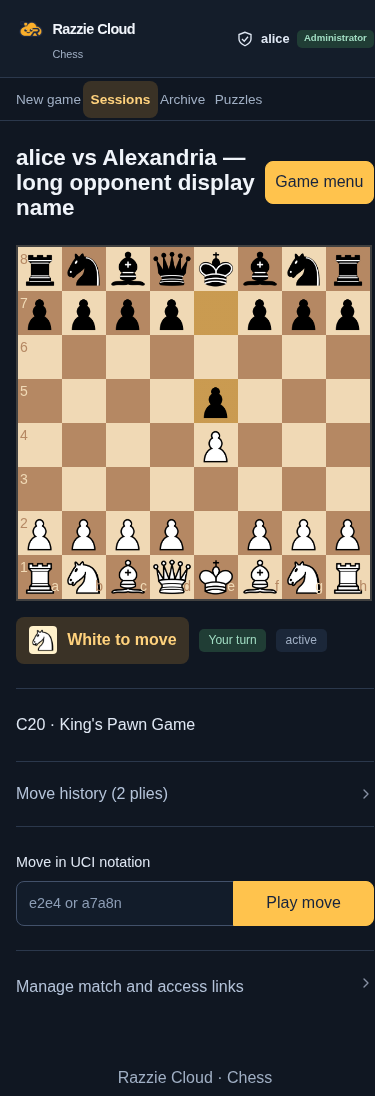 Razzie Cloud
Chess
alice Administrator
New game Sessions Archive Puzzles
alice vs Alexandria —
long opponent display
name
Game menu
8
7
6
5
4
3
2
1
a b c d e f g h
White to move Your turn active
C20 · King's Pawn Game
Move history (2 plies)
Move in UCI notation
e2e4 or a7a8n Play move
Manage match and access links
Razzie Cloud · Chess